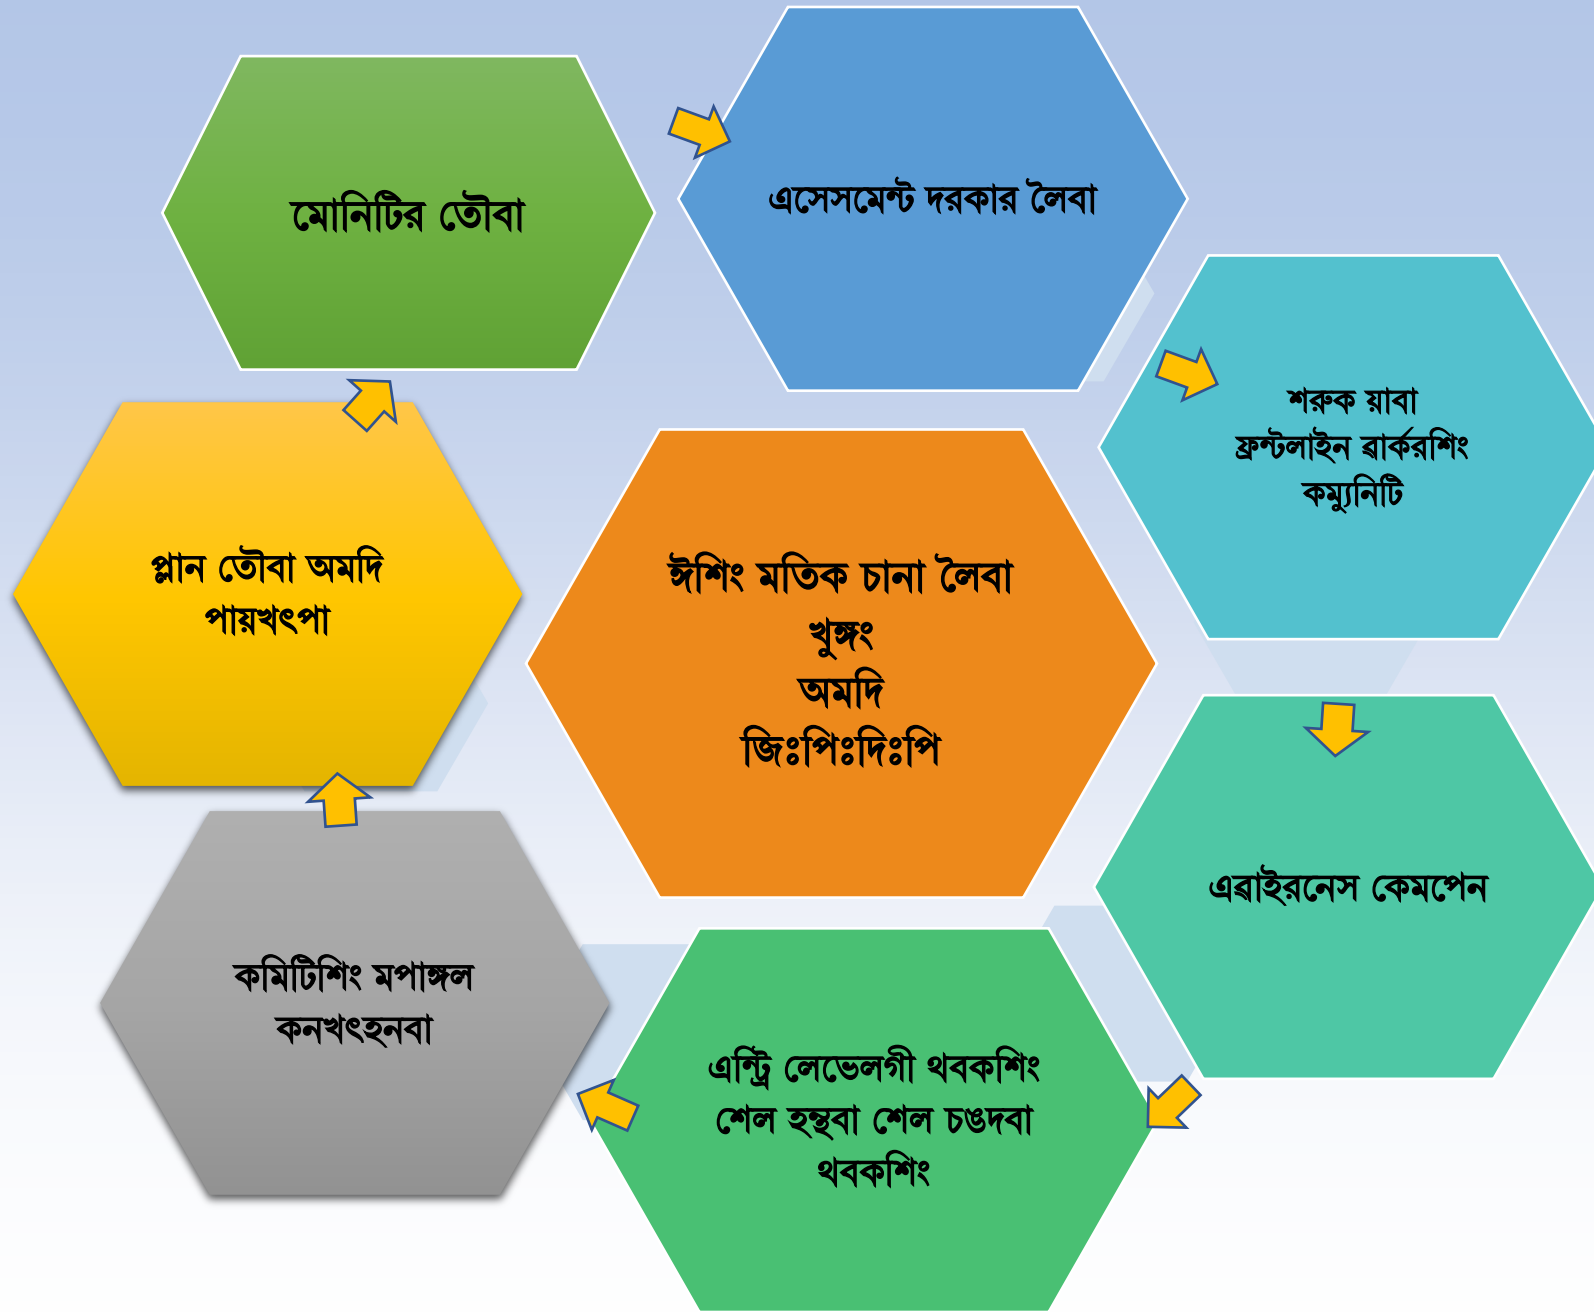 মোনিটির তৌবা
এসেসমেন্ট দরকার লৈবা
শরুক য়াবা
ফ্রন্টলাইন ৱার্করশিং
কম্যুনিটি
প্লান তৌবা অমদি
পায়খৎপা
ঈশিং মতিক চানা লৈবা
খুঙ্গং
অমদি
জিঃপিঃদিঃপি
এৱাইরনেস কেমপেন
কমিটিশিং মপাঙ্গল
কনখৎহনবা
এন্ট্রি লেভেলগী থবকশিং
শেল হন্থবা শেল চঙদবা
থবকশিং